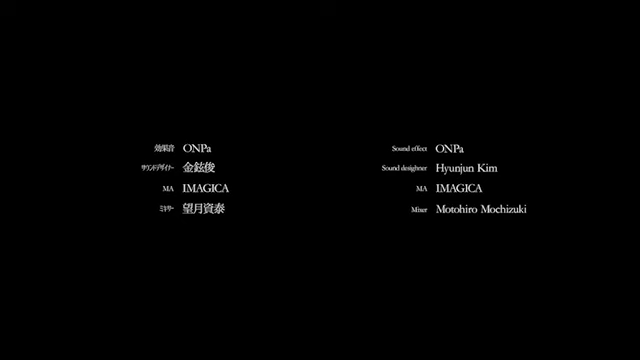 効果音 ONPa
サウンドデザイナー 金鉉俊
MA IMAGICA
ミキサー 望月資泰
Sound effect ONPa
Sound desighner Hyunjun Kim
MA IMAGICA
Mixer Motohiro Mochizuki